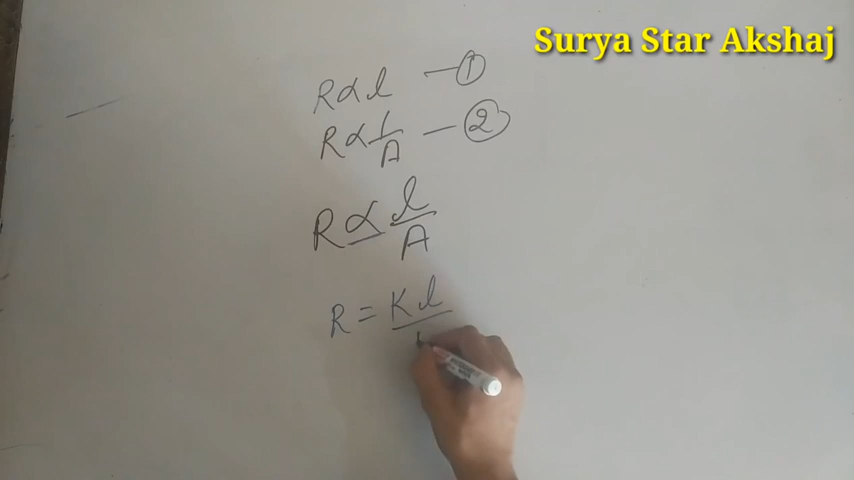 Surya Star Akshaj
R ∝ l — ①
R ∝ 1/A — ②
R ∝ l/A
R = Kl